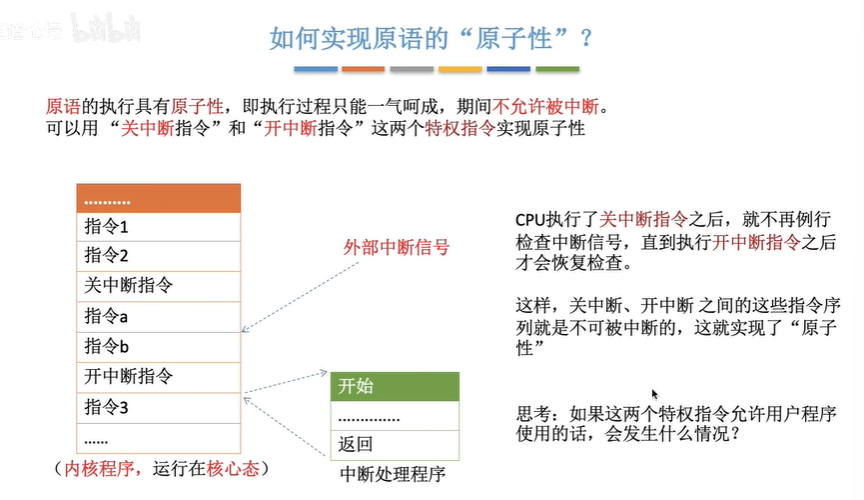 bilibili
如何实现原语的“原子性”？
原语的执行具有原子性，即执行过程只能一气呵成，期间不允许被中断。
可以用 “关中断指令”和“开中断指令”这两个特权指令实现原子性
..........
指令1
指令2
关中断指令
指令a
指令b
开中断指令
指令3
......
（内核程序，运行在核心态）
外部中断信号
开始
..............
返回
中断处理程序
CPU执行了关中断指令之后，就不再例行
检查中断信号，直到执行开中断指令之后
才会恢复检查。
这样，关中断、开中断 之间的这些指令序
列就是不可被中断的，这就实现了“原子
性”
思考：如果这两个特权指令允许用户程序
使用的话，会发生什么情况？